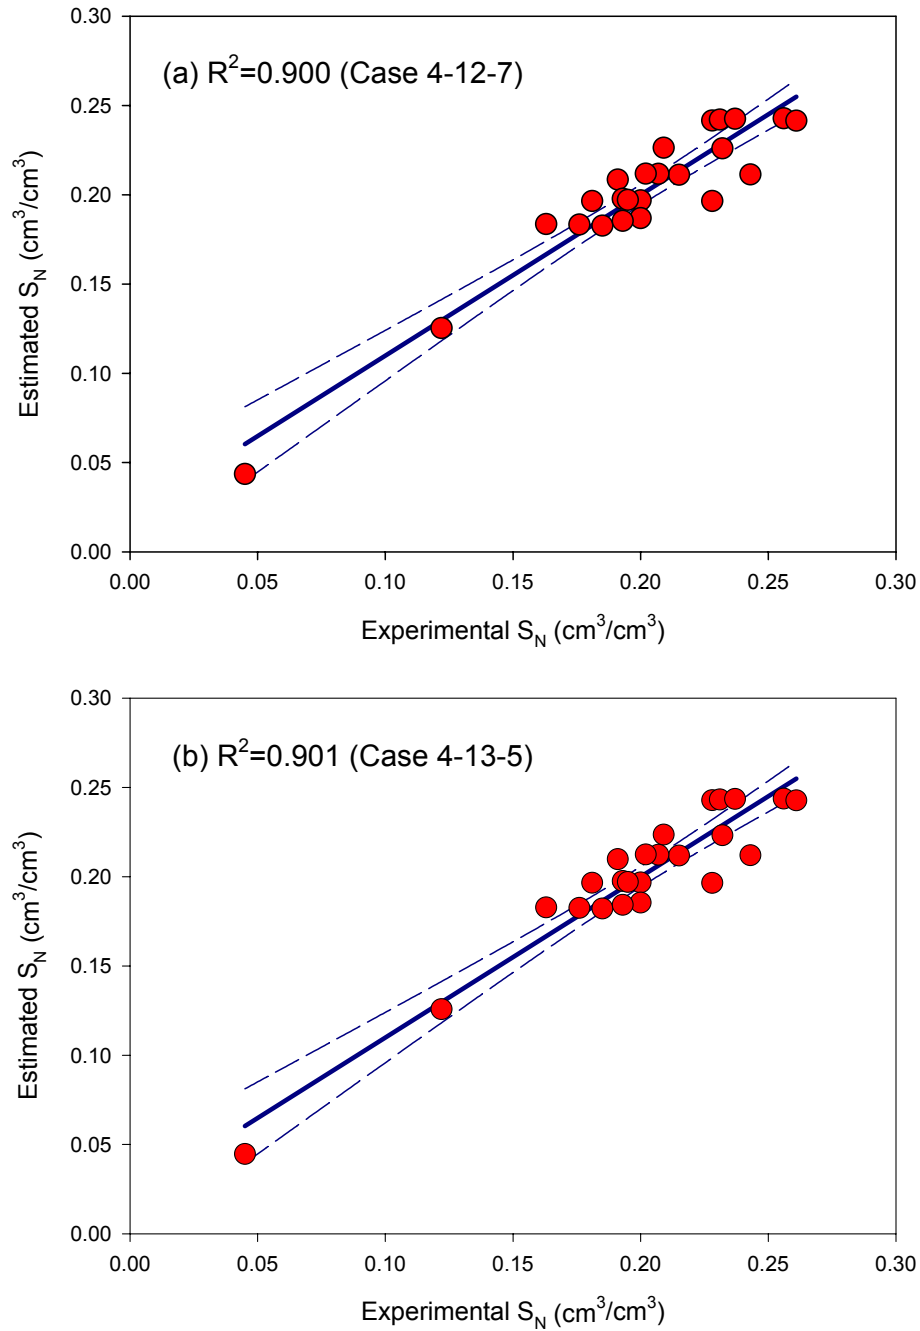 0.30
(a) R²=0.900 (Case 4-12-7)
0.25
0.20
0.15
0.10
0.05
0.00
Estimated S_N (cm³/cm³)
0.00 0.05 0.10 0.15 0.20 0.25 0.30
Experimental S_N (cm³/cm³)
0.30
(b) R²=0.901 (Case 4-13-5)
0.25
0.20
0.15
0.10
0.05
0.00
Estimated S_N (cm³/cm³)
0.00 0.05 0.10 0.15 0.20 0.25 0.30
Experimental S_N (cm³/cm³)